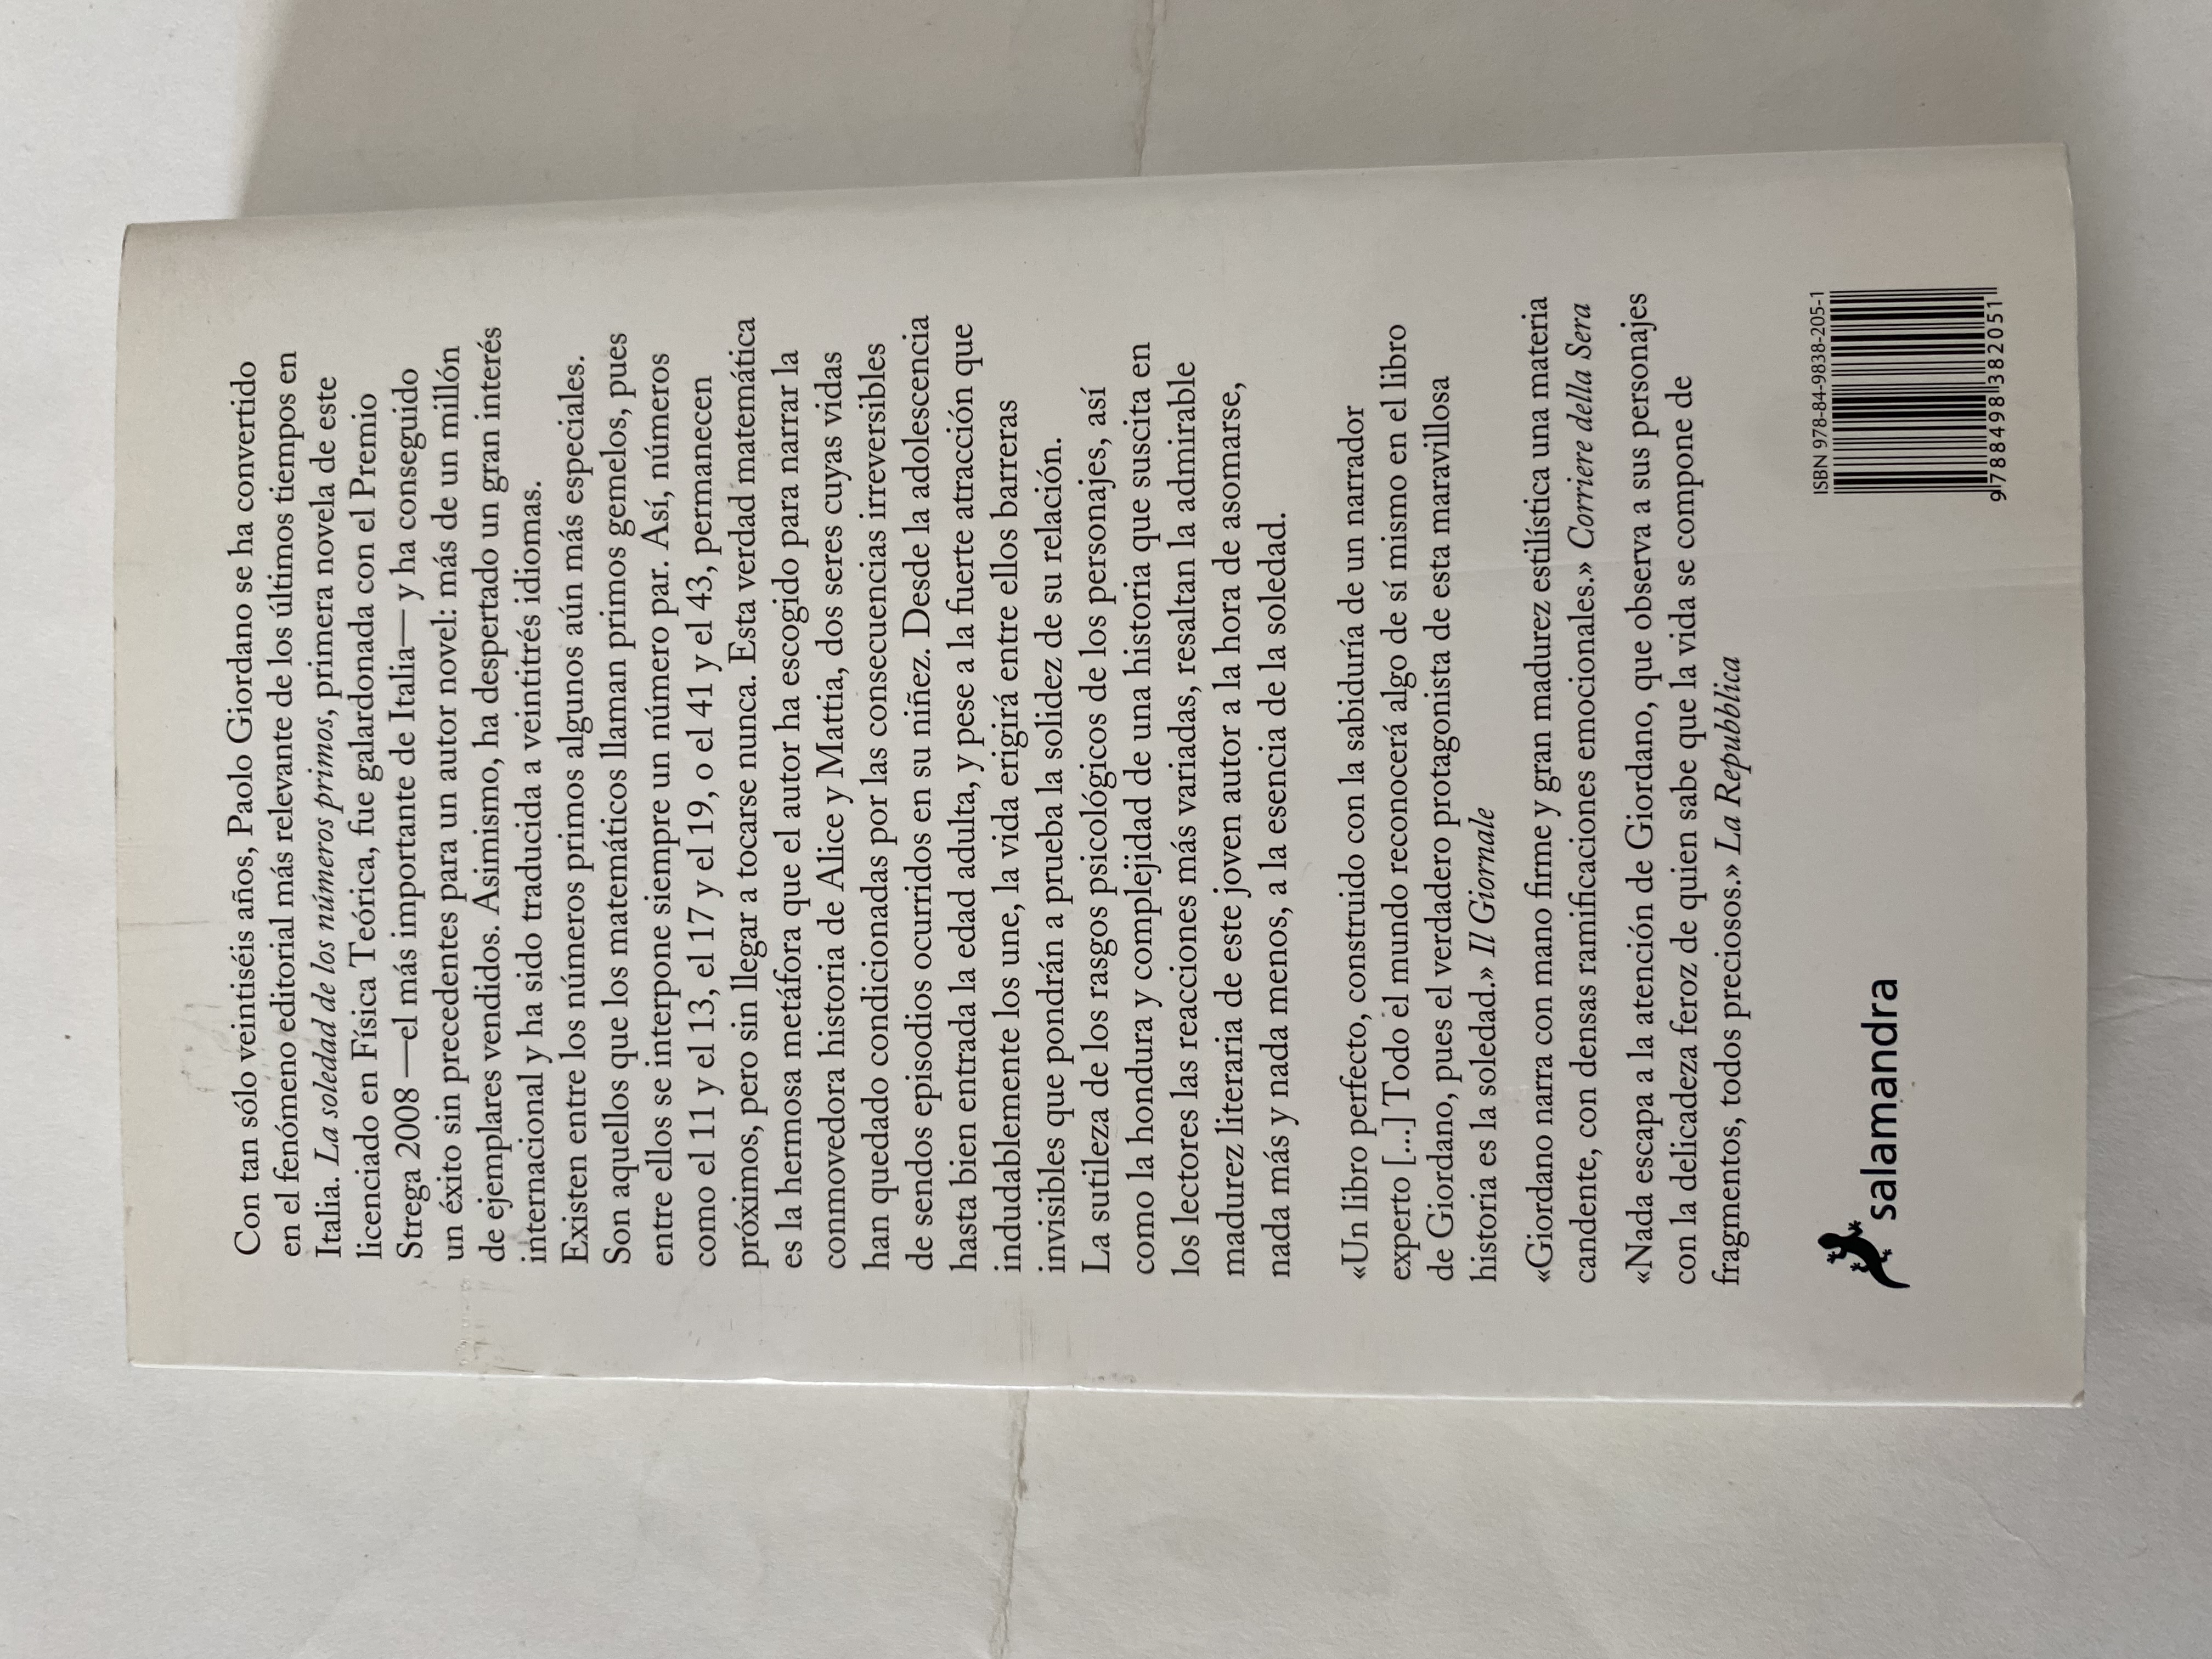 Con tan sólo veintiséis años, Paolo Giordano se ha convertido
en el fenómeno editorial más relevante de los últimos tiempos en
Italia. La soledad de los números primos, primera novela de este
licenciado en Física Teórica, fue galardonada con el Premio
Strega 2008 —el más importante de Italia— y ha conseguido
un éxito sin precedentes para un autor novel: más de un millón
de ejemplares vendidos. Asimismo, ha despertado un gran interés
internacional y ha sido traducida a veintitrés idiomas.
Existen entre los números primos algunos aún más especiales.
Son aquellos que los matemáticos llaman primos gemelos, pues
entre ellos se interpone siempre un número par. Así, números
como el 11 y el 13, el 17 y el 19, o el 41 y el 43, permanecen
próximos, pero sin llegar a tocarse nunca. Esta verdad matemática
es la hermosa metáfora que el autor ha escogido para narrar la
conmovedora historia de Alice y Mattia, dos seres cuyas vidas
han quedado condicionadas por las consecuencias irreversibles
de sendos episodios ocurridos en su niñez. Desde la adolescencia
hasta bien entrada la edad adulta, y pese a la fuerte atracción que
indudablemente los une, la vida erigirá entre ellos barreras
invisibles que pondrán a prueba la solidez de su relación.
La sutileza de los rasgos psicológicos de los personajes, así
como la hondura y complejidad de una historia que suscita en
los lectores las reacciones más variadas, resaltan la admirable
madurez literaria de este joven autor a la hora de asomarse,
nada más y nada menos, a la esencia de la soledad.
«Un libro perfecto, construido con la sabiduría de un narrador
experto [...] Todo el mundo reconocerá algo de sí mismo en el libro
de Giordano, pues el verdadero protagonista de esta maravillosa
historia es la soledad.» Il Giornale
«Giordano narra con mano firme y gran madurez estilística una materia
candente, con densas ramificaciones emocionales.» Corriere della Sera
«Nada escapa a la atención de Giordano, que observa a sus personajes
con la delicadeza feroz de quien sabe que la vida se compone de
fragmentos, todos preciosos.» La Repubblica
salamandra
ISBN 978-84-9838-205-1
9 788498 382051